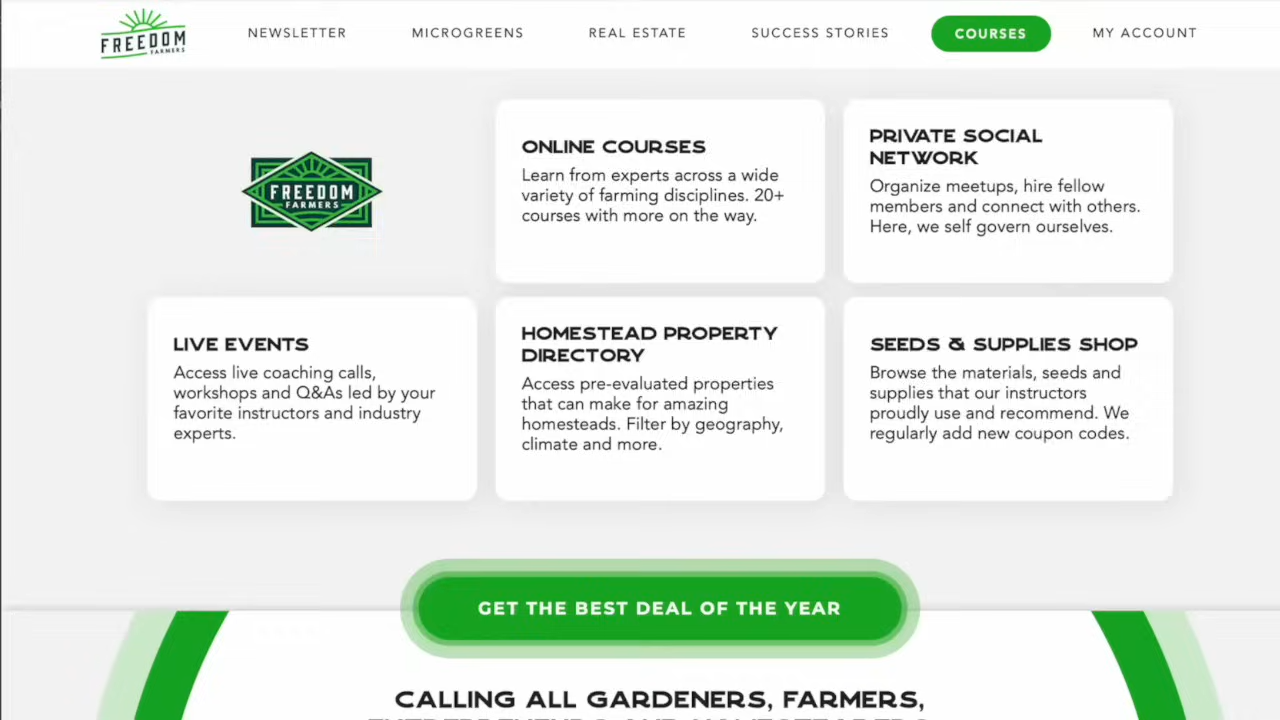 FREEDOM
FARMERS
NEWSLETTER
MICROGREENS
REAL ESTATE
SUCCESS STORIES
COURSES
MY ACCOUNT
FREEDOM
FARMERS
ONLINE COURSES
Learn from experts across a wide
variety of farming disciplines. 20+
courses with more on the way.
PRIVATE SOCIAL
NETWORK
Organize meetups, hire fellow
members and connect with others.
Here, we self govern ourselves.
LIVE EVENTS
Access live coaching calls,
workshops and Q&As led by your
favorite instructors and industry
experts.
HOMESTEAD PROPERTY
DIRECTORY
Access pre-evaluated properties
that can make for amazing
homesteads. Filter by geography,
climate and more.
SEEDS & SUPPLIES SHOP
Browse the materials, seeds and
supplies that our instructors
proudly use and recommend. We
regularly add new coupon codes.
GET THE BEST DEAL OF THE YEAR
CALLING ALL GARDENERS, FARMERS,